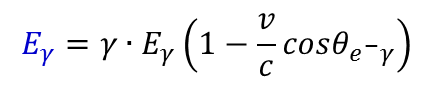 E_γ = γ · E_γ (1 − v/c cosθ_{e⁻γ})